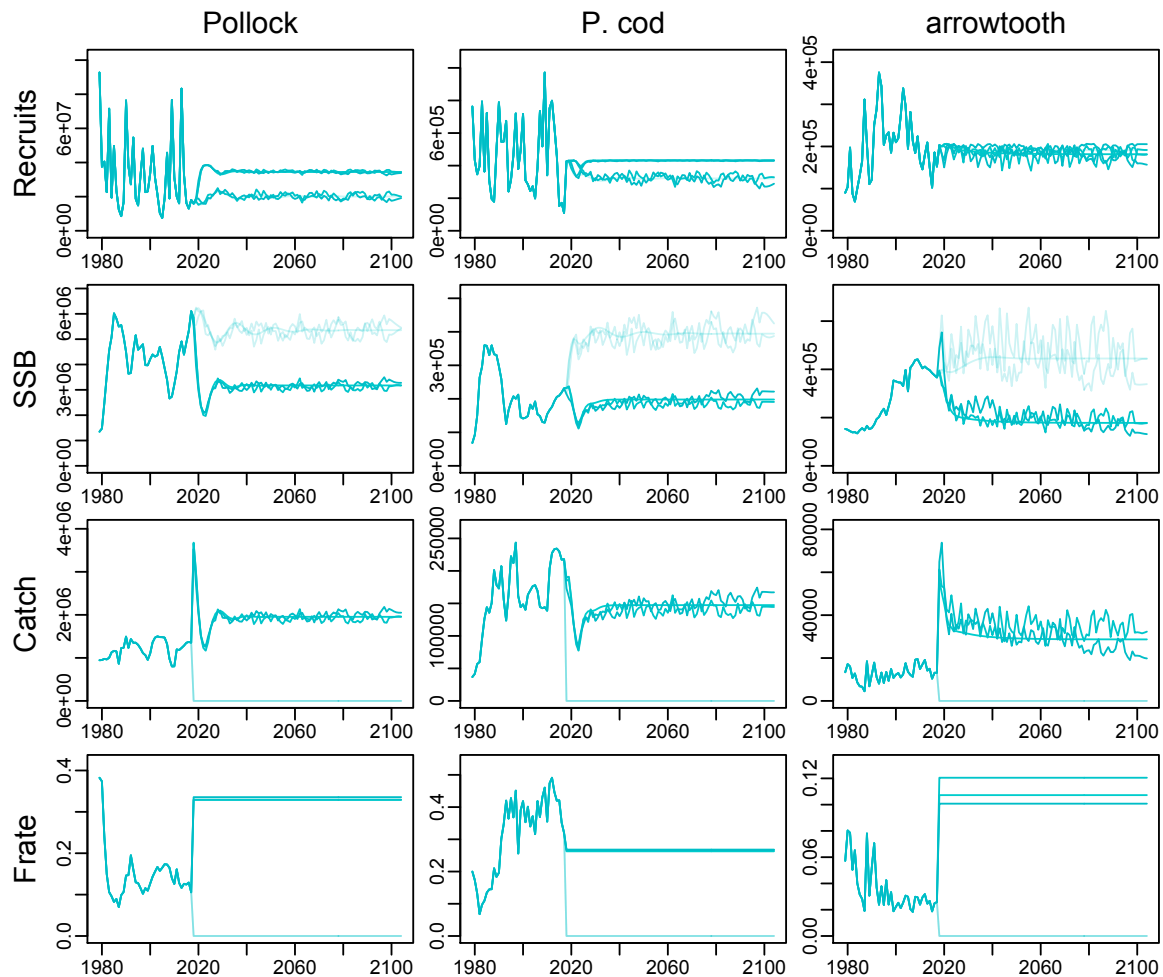 Pollock P. cod arrowtooth
Recruits
0e+00 6e+07
0e+00 6e+05
0e+00 2e+05 4e+05
1980 2020 2060 2100
1980 2020 2060 2100
1980 2020 2060 2100
SSB
0e+00 3e+06 6e+06
0e+00 3e+05
0e+00 4e+05
1980 2020 2060 2100
1980 2020 2060 2100
1980 2020 2060 2100
Catch
0e+00 2e+06 4e+06
0 100000 250000
0 40000 80000
1980 2020 2060 2100
1980 2020 2060 2100
1980 2020 2060 2100
Frate
0.0 0.2 0.4
0.0 0.2 0.4
0.00 0.06 0.12
1980 2020 2060 2100
1980 2020 2060 2100
1980 2020 2060 2100